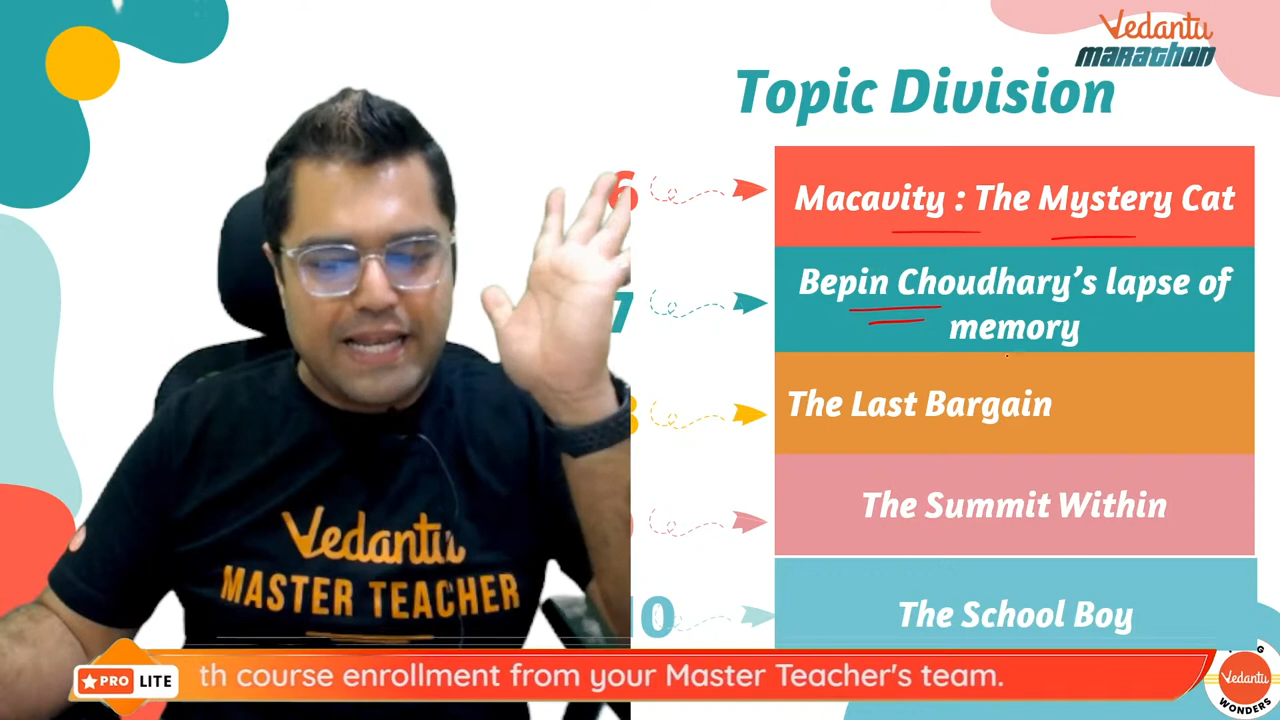 Vedantu
MARATHON
Topic Division
6
Macavity : The Mystery Cat
7
Bepin Choudhary's lapse of
memory
The Last Bargain
The Summit Within
10
The School Boy
Vedantu
MASTER TEACHER
PRO LITE
th course enrollment from your Master Teacher's team.
Vedantu
WONDERS